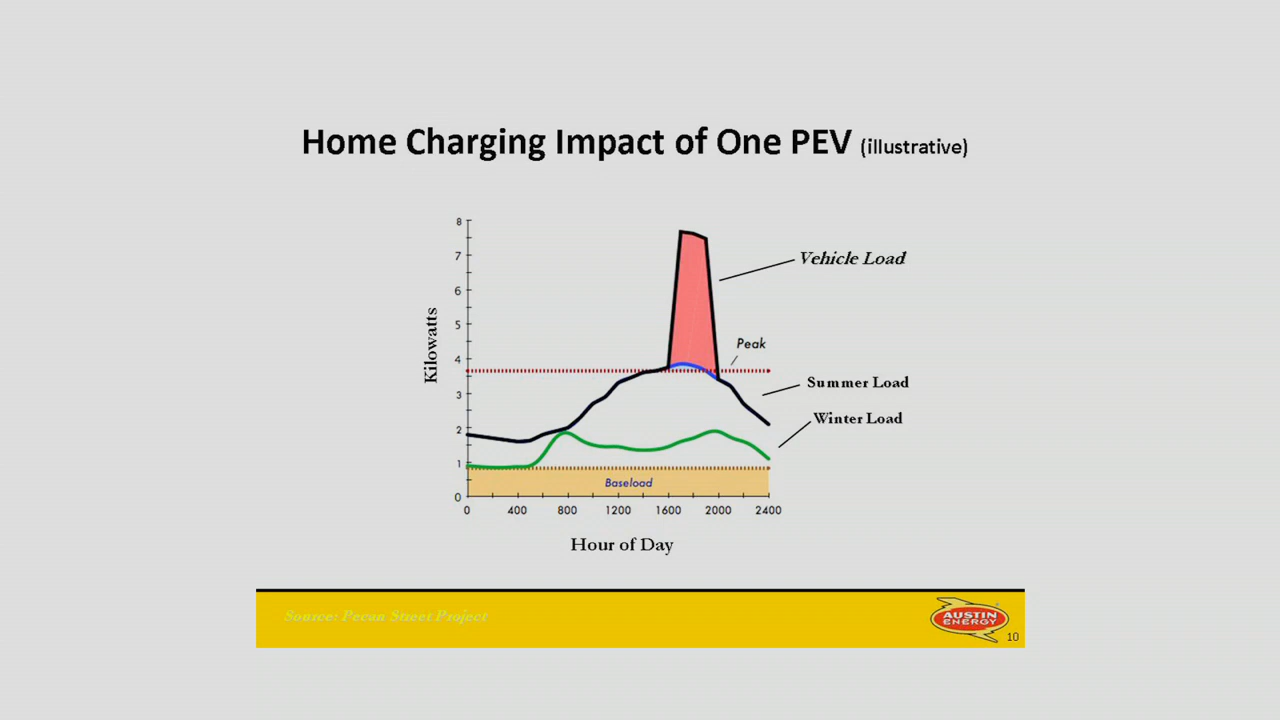 Home Charging Impact of One PEV (illustrative)
8
7
6
5
4
3
2
1
0
Kilowatts
Vehicle Load
Peak
Summer Load
Winter Load
Baseload
0 400 800 1200 1600 2000 2400
Hour of Day
Source: Pecan Street Project
AUSTIN
ENERGY
10